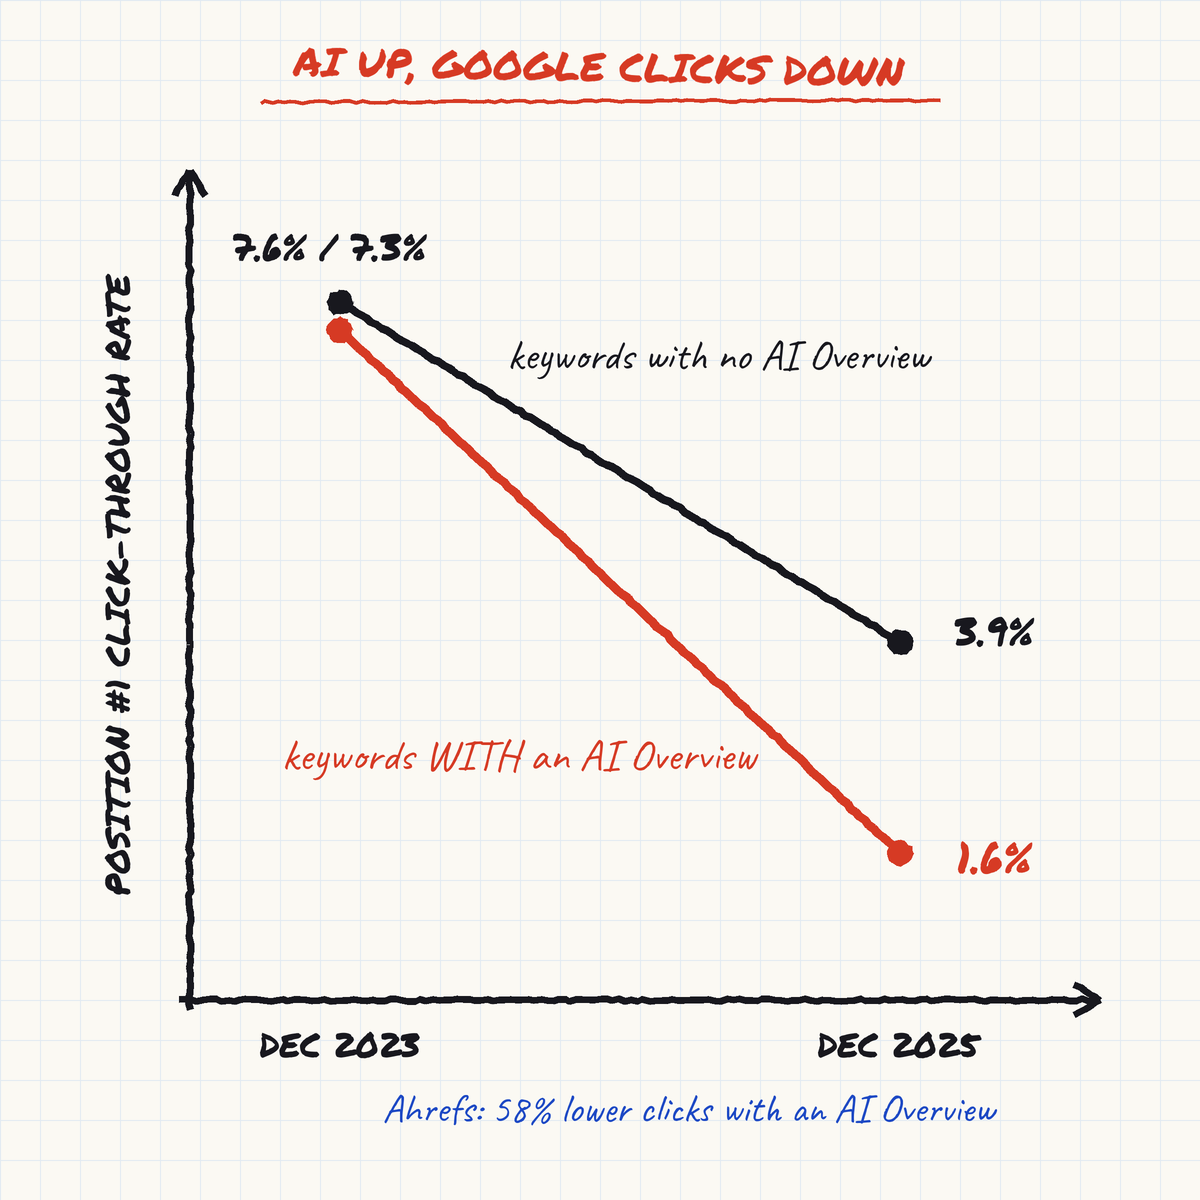 AI UP, GOOGLE CLICKS DOWN
7.6% / 7.3%
keywords with no AI Overview
POSITION #1 CLICK-THROUGH RATE
3.9%
keywords WITH an AI Overview
1.6%
DEC 2023
DEC 2025
Ahrefs: 58% lower clicks with an AI Overview